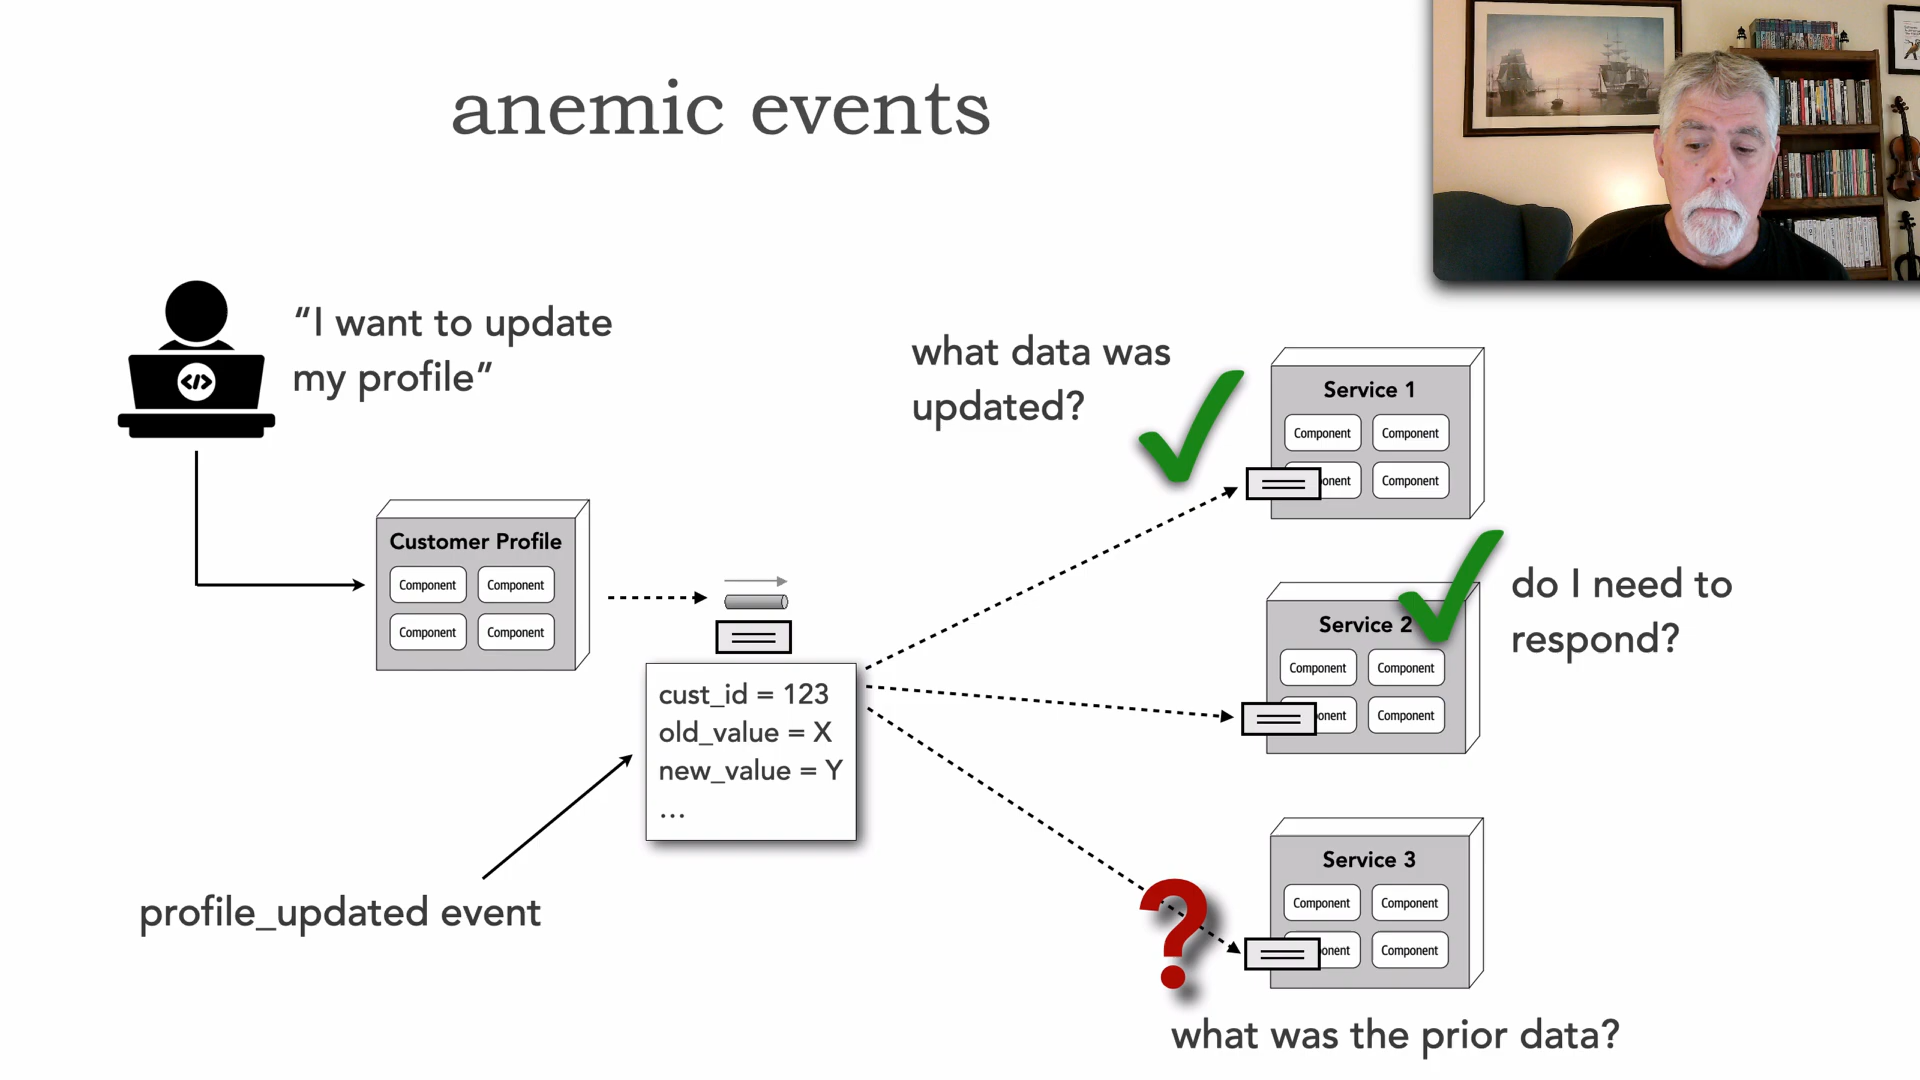 anemic events
“I want to update
my profile”
Customer Profile
Component
Component
Component
Component
cust_id = 123
old_value = X
new_value = Y
...
profile_updated event
what data was
updated?
Service 1
Component
Component
onent
Component
Service 2
Component
Component
onent
Component
do I need to
respond?
Service 3
Component
Component
onent
Component
what was the prior data?